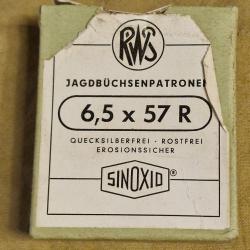 RWS
JAGDBÜCHSENPATRONEN
6,5 x 57 R
QUECKSILBERFREI - ROSTFREI
EROSIONSSICHER
SINOXID ®